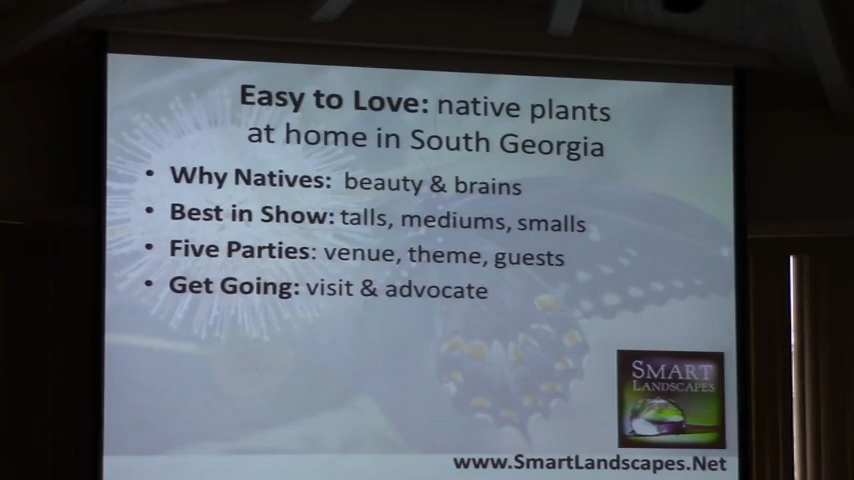 Easy to Love: native plants
at home in South Georgia
• Why Natives: beauty & brains
• Best in Show: talls, mediums, smalls
• Five Parties: venue, theme, guests
• Get Going: visit & advocate
SMART
LANDSCAPES
www.SmartLandscapes.Net